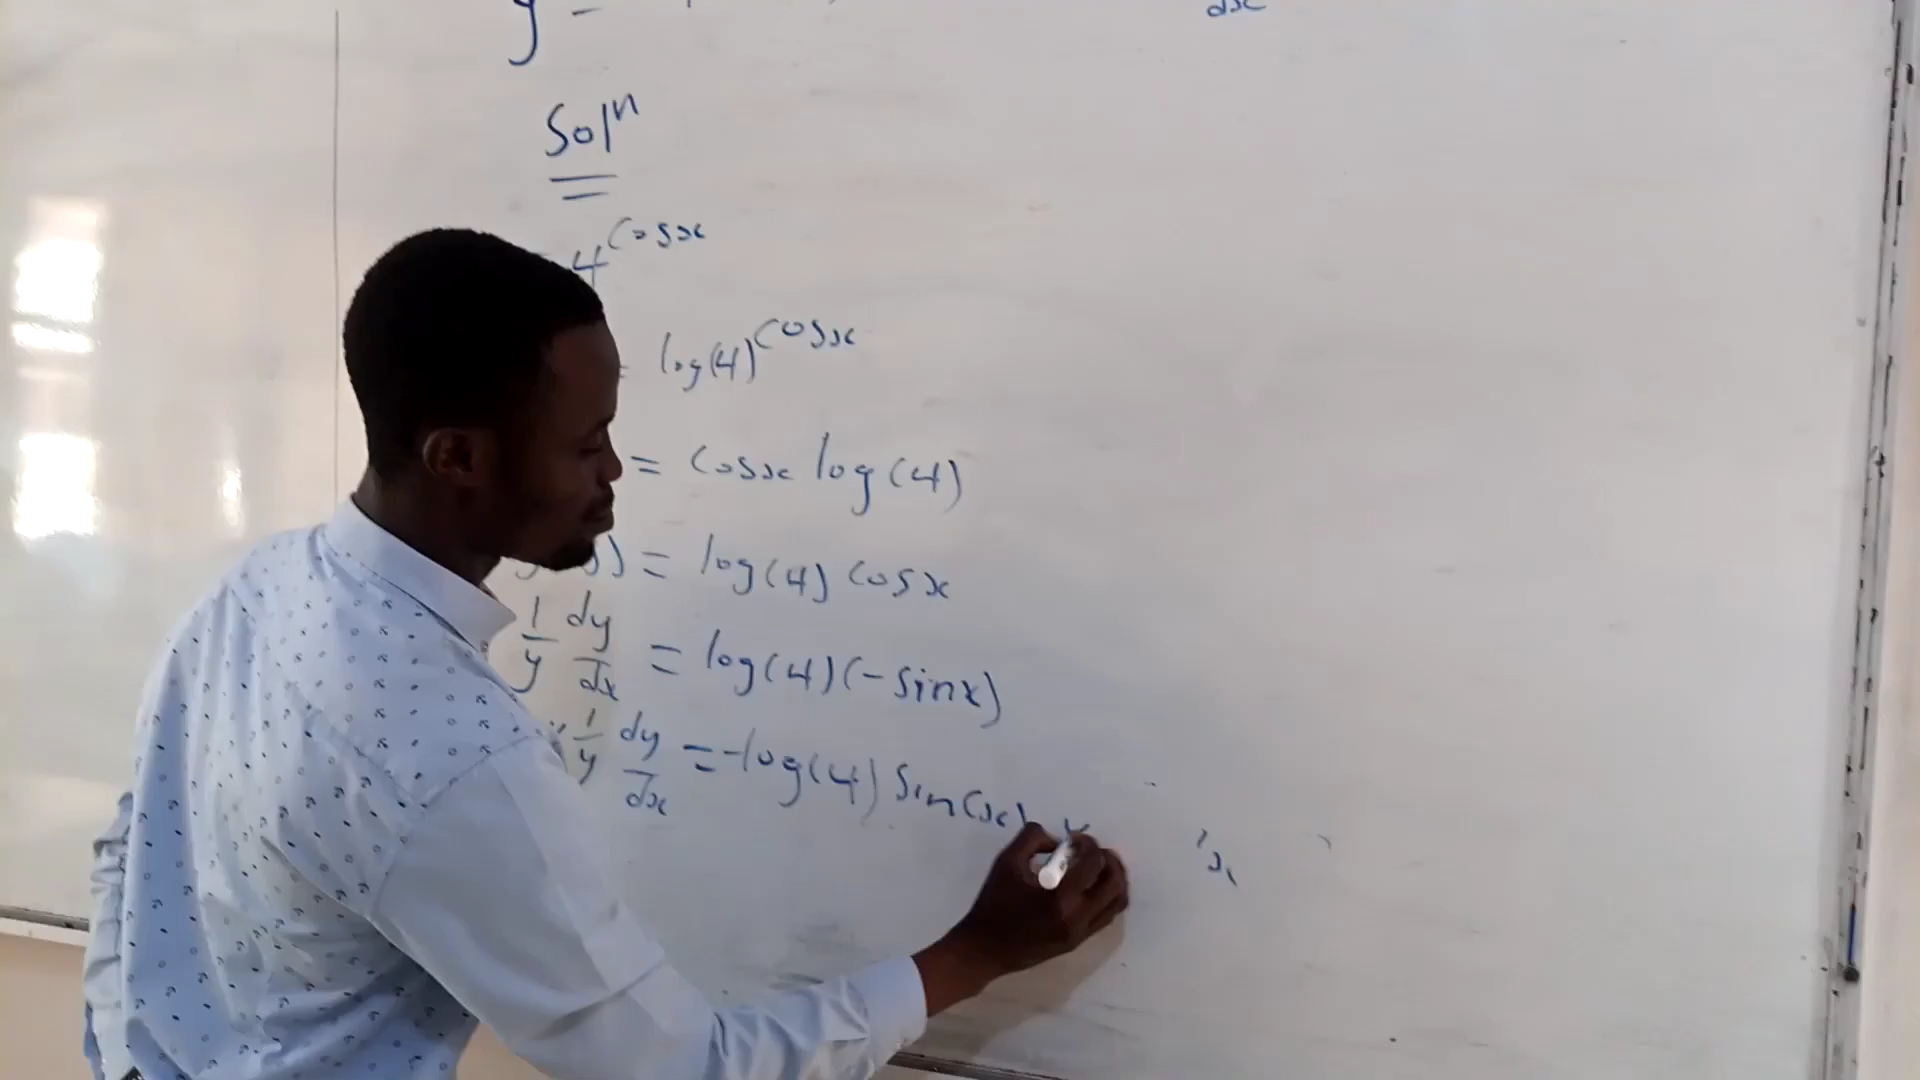 y =
dx
Solⁿ
4^cosx
= log(4)^cosx
= cosx log(4)
y) = log(4) cosx
1/y dy/dx = log(4)(-sinx)
1/y dy/dx = -log(4) sin(x) x